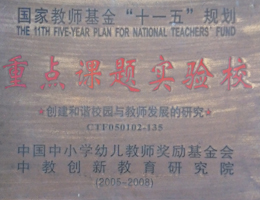 国家教师基金“十一五”规划
THE 11TH FIVE-YEAR PLAN FOR NATIONAL TEACHERS' FUND
重点课题实验校
★创建和谐校园与教师发展的研究★
CTF050102-135
中国中小学幼儿教师奖励基金会
中教创新教育研究院
(2005-2008)